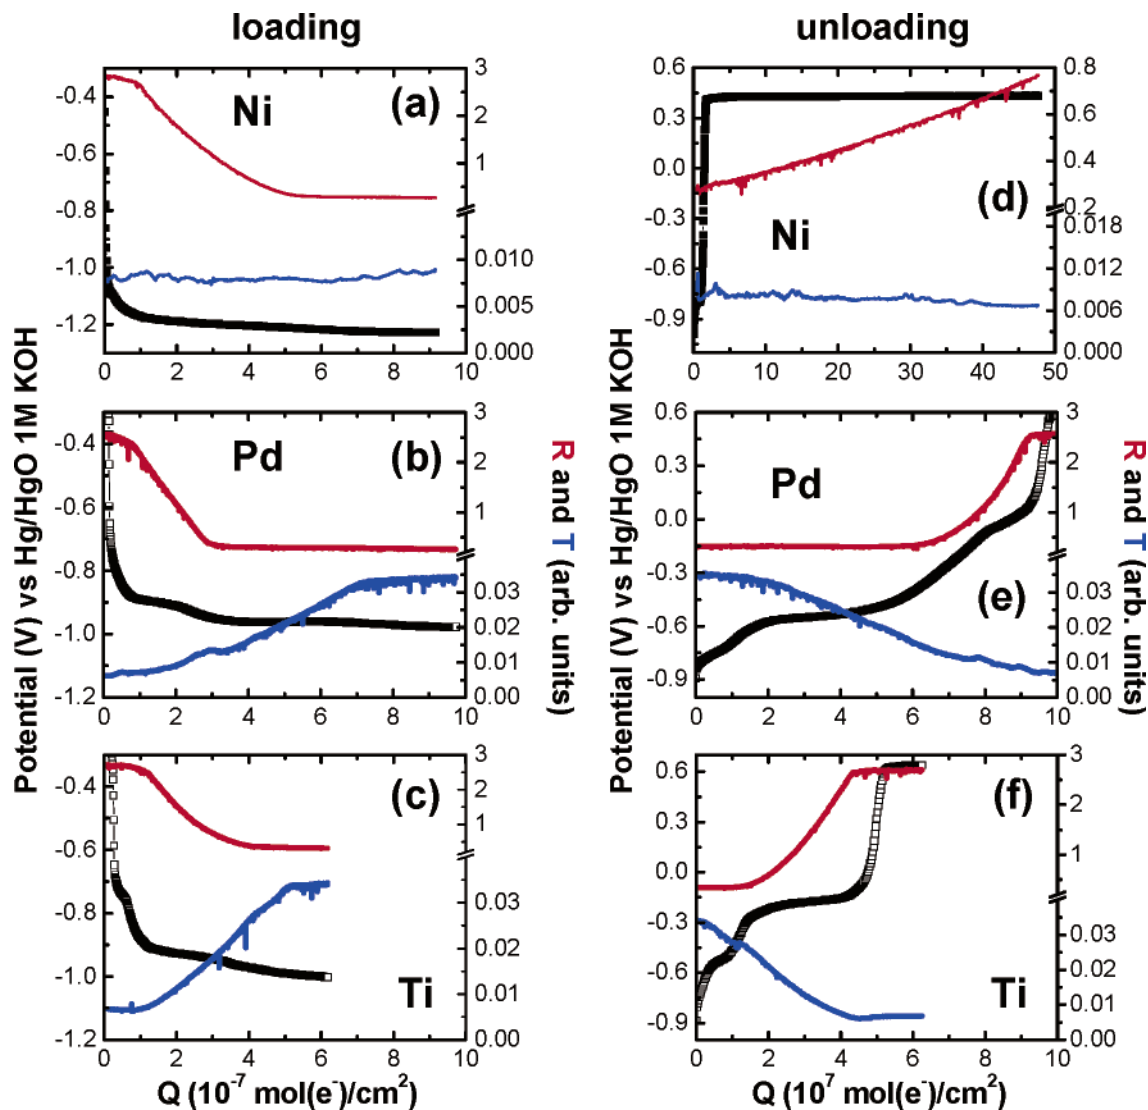 loading
unloading
Potential (V) vs Hg/HgO 1M KOH
Potential (V) vs Hg/HgO 1M KOH
R and T (arb. units)
R and T (arb. units)
Ni
(a)
-0.4
-0.6
-0.8
-1.0
-1.2
3
2
1
0.010
0.005
0.000
0 2 4 6 8 10
Ni
(d)
0.6
0.3
0.0
-0.3
-0.6
-0.9
0.8
0.6
0.4
0.2
0.018
0.012
0.006
0.000
0 10 20 30 40 50
Pd
(b)
-0.4
-0.6
-0.8
-1.0
-1.2
3
2
1
0.03
0.02
0.01
0.00
0 2 4 6 8 10
Pd
(e)
0.6
0.3
0.0
-0.3
-0.6
-0.9
3
2
1
0.03
0.02
0.01
0.00
0 2 4 6 8 10
Ti
(c)
-0.4
-0.6
-0.8
-1.0
-1.2
3
2
1
0.03
0.02
0.01
0.00
0 2 4 6 8 10
Q (10⁻⁷ mol(e⁻)/cm²)
Ti
(f)
0.6
0.3
0.0
-0.3
-0.6
-0.9
3
2
1
0.03
0.02
0.01
0.00
0 2 4 6 8 10
Q (10⁷ mol(e⁻)/cm²)